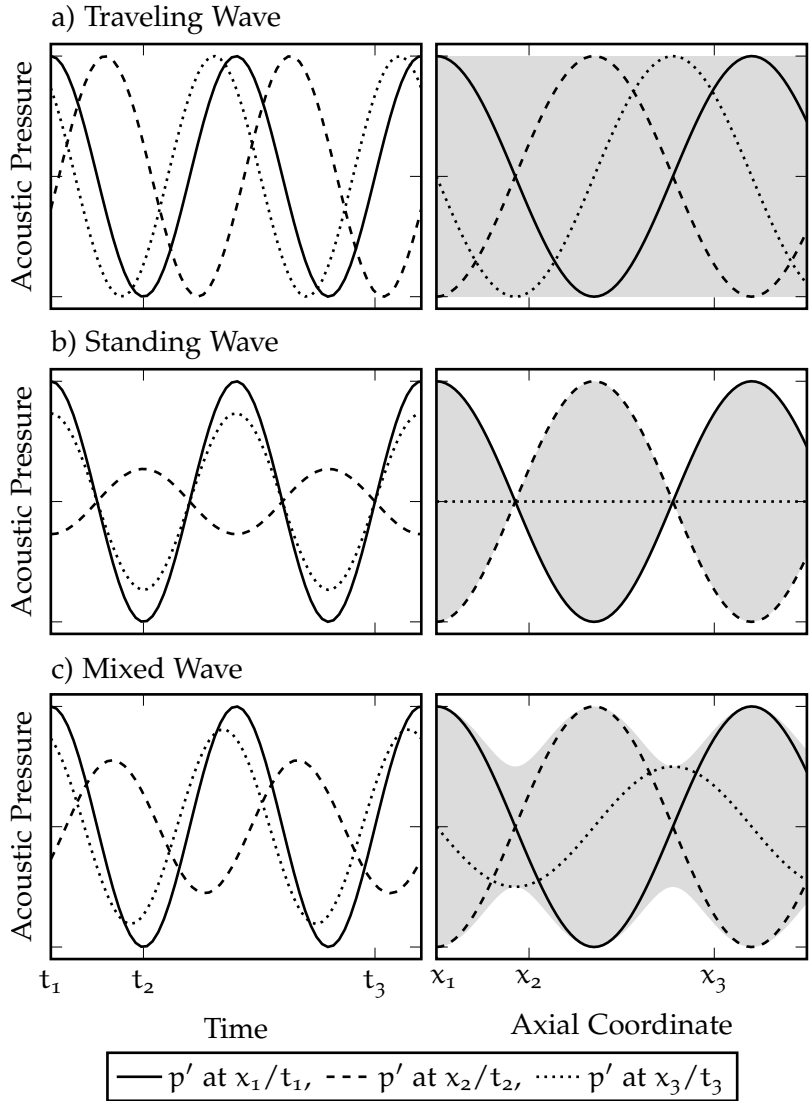 a) Traveling Wave
Acoustic Pressure
b) Standing Wave
Acoustic Pressure
c) Mixed Wave
Acoustic Pressure
t₁ t₂ t₃ x₁ x₂ x₃
Time Axial Coordinate
p′ at x₁/t₁, p′ at x₂/t₂, p′ at x₃/t₃